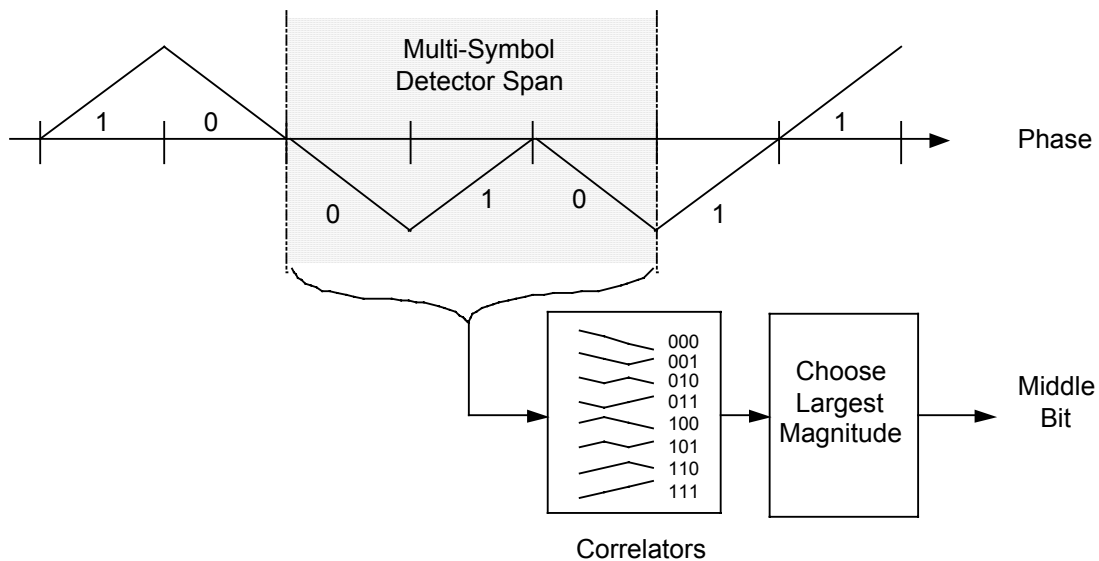 Multi-Symbol
Detector Span
1
0
1
Phase
0
1
0
1
000
001
010
011
100
101
110
111
Choose
Largest
Magnitude
Middle
Bit
Correlators